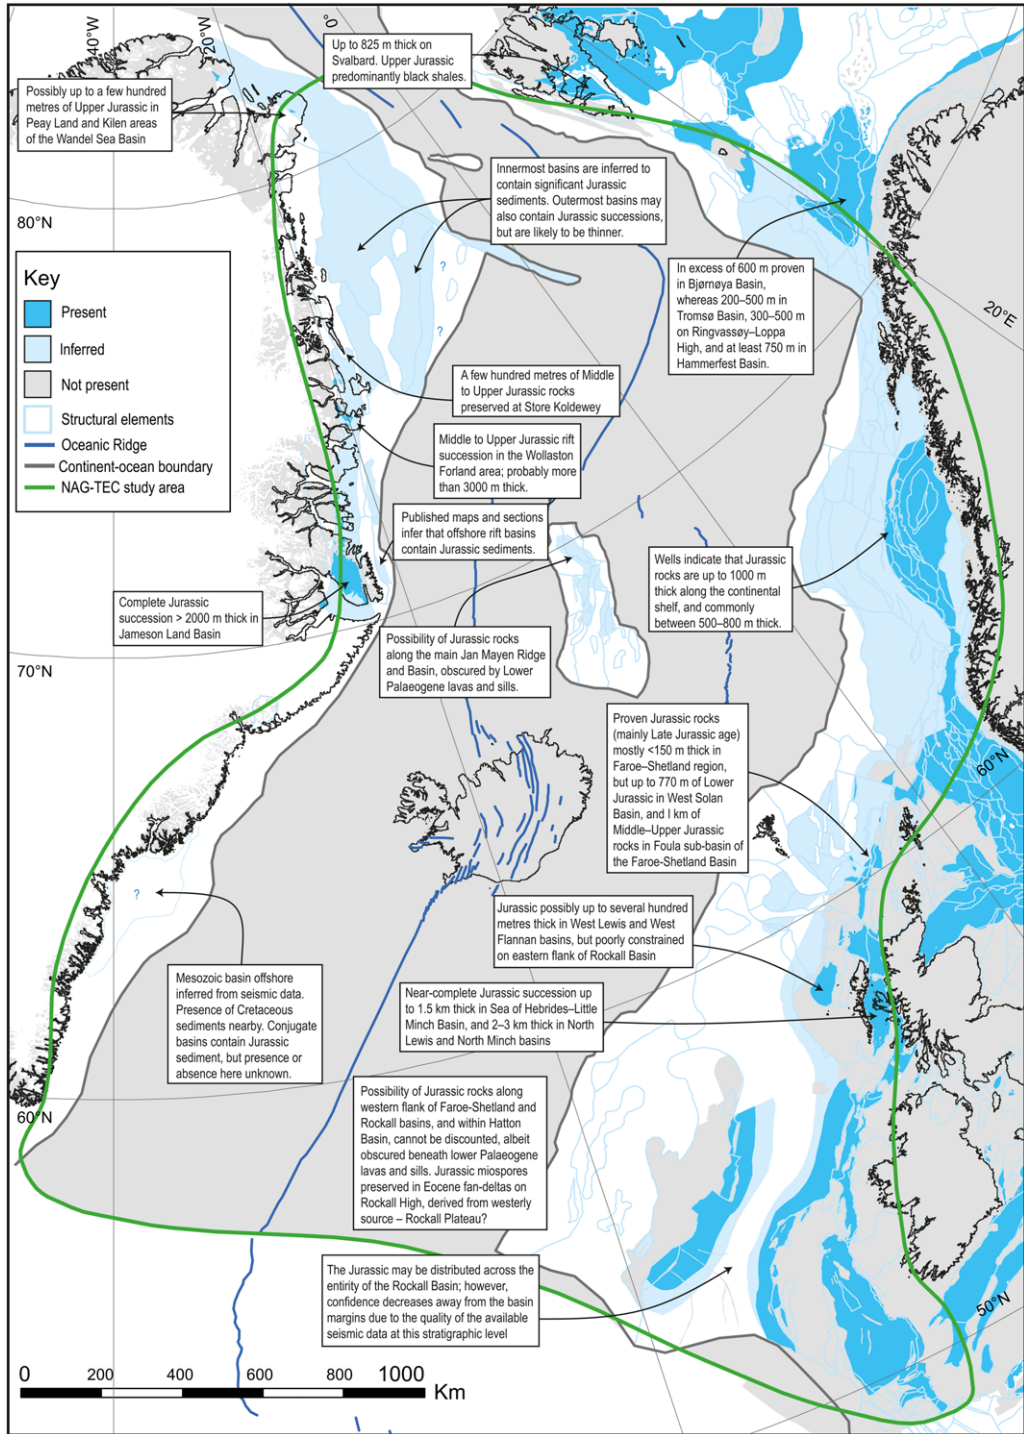 40°W
20°W
0°
Up to 825 m thick on
Svalbard. Upper Jurassic
predominantly black shales.
Possibly up to a few hundred
metres of Upper Jurassic in
Peay Land and Kilen areas
of the Wandel Sea Basin
Innermost basins are inferred to
contain significant Jurassic
sediments. Outermost basins may
also contain Jurassic successions,
but are likely to be thinner.
80°N
Key
Present
Inferred
Not present
Structural elements
Oceanic Ridge
Continent-ocean boundary
NAG-TEC study area
?
?
In excess of 600 m proven
in Bjørnøya Basin,
whereas 200–500 m in
Tromsø Basin, 300–500 m
on Ringvassøy–Loppa
High, and at least 750 m in
Hammerfest Basin.
20°E
A few hundred metres of Middle
to Upper Jurassic rocks
preserved at Store Koldewey
Middle to Upper Jurassic rift
succession in the Wollaston
Forland area; probably more
than 3000 m thick.
Published maps and sections
infer that offshore rift basins
contain Jurassic sediments.
Wells indicate that Jurassic
rocks are up to 1000 m
thick along the continental
shelf, and commonly
between 500–800 m thick.
Complete Jurassic
succession > 2000 m thick in
Jameson Land Basin
Possibility of Jurassic rocks
along the main Jan Mayen Ridge
and Basin, obscured by Lower
Palaeogene lavas and sills.
70°N
Proven Jurassic rocks
(mainly Late Jurassic age)
mostly <150 m thick in
Faroe–Shetland region,
but up to 770 m of Lower
Jurassic in West Solan
Basin, and I km of
Middle–Upper Jurassic
rocks in Foula sub-basin of
the Faroe-Shetland Basin
60°N
?
Jurassic possibly up to several hundred
metres thick in West Lewis and West
Flannan basins, but poorly constrained
on eastern flank of Rockall Basin
Mesozoic basin offshore
inferred from seismic data.
Presence of Cretaceous
sediments nearby. Conjugate
basins contain Jurassic
sediment, but presence or
absence here unknown.
Near-complete Jurassic succession up
to 1.5 km thick in Sea of Hebrides–Little
Minch Basin, and 2–3 km thick in North
Lewis and North Minch basins
60°N
Possibility of Jurassic rocks along
western flank of Faroe-Shetland and
Rockall basins, and within Hatton
Basin, cannot be discounted, albeit
obscured beneath lower Palaeogene
lavas and sills. Jurassic miospores
preserved in Eocene fan-deltas on
Rockall High, derived from westerly
source – Rockall Plateau?
The Jurassic may be distributed across the
entirity of the Rockall Basin; however,
confidence decreases away from the basin
margins due to the quality of the available
seismic data at this stratigraphic level
50°N
0 200 400 600 800 1000
Km